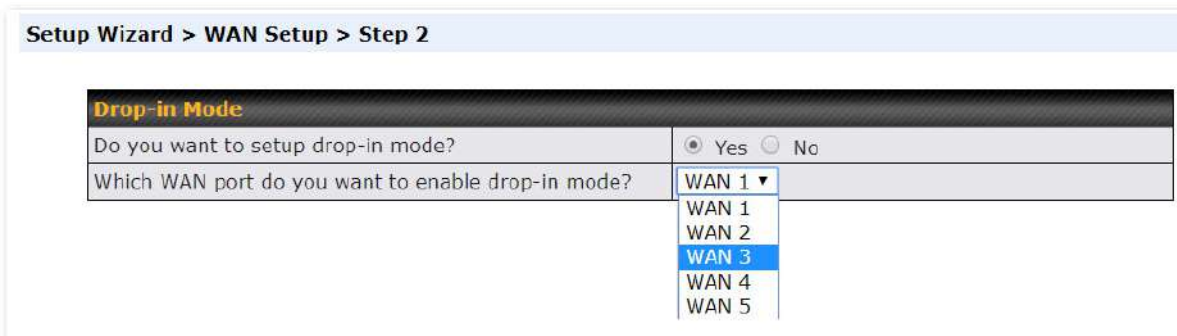 Setup Wizard > WAN Setup > Step 2
Drop-in Mode
Do you want to setup drop-in mode? Yes No
Which WAN port do you want to enable drop-in mode? WAN 1
WAN 1
WAN 2
WAN 3
WAN 4
WAN 5